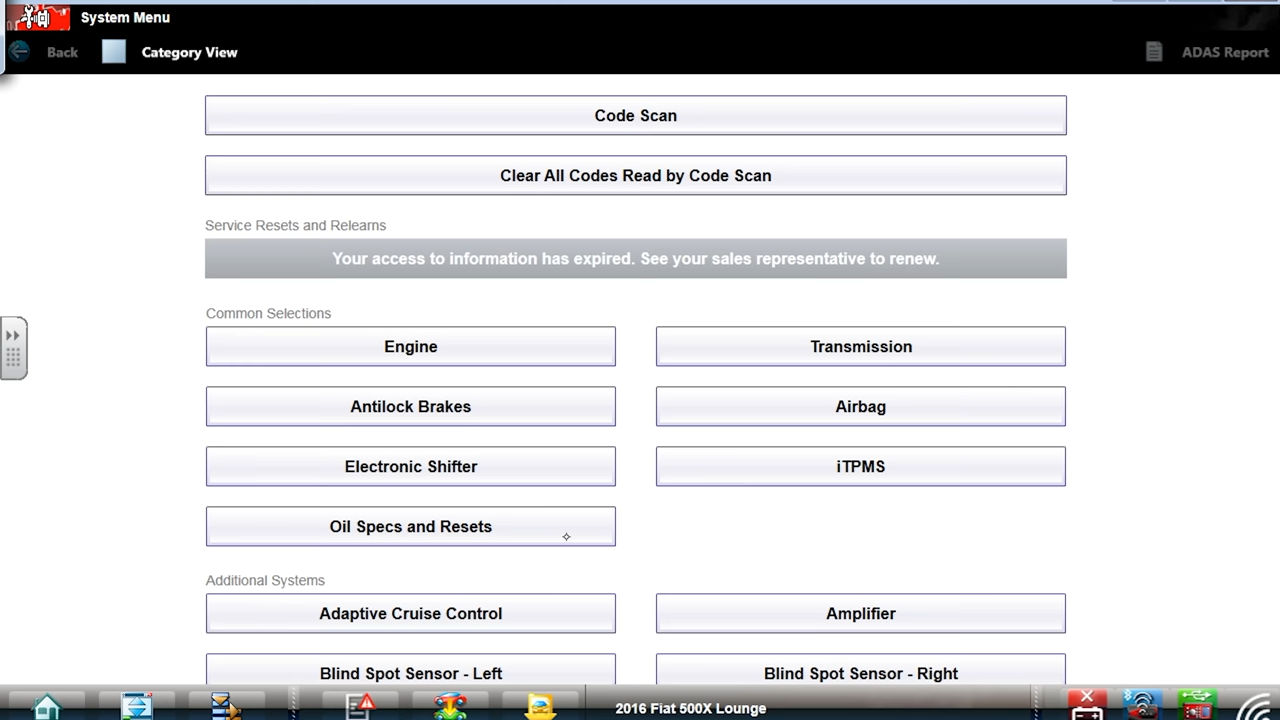 System Menu
Back
Category View
ADAS Report
Code Scan
Clear All Codes Read by Code Scan
Service Resets and Relearns
Your access to information has expired. See your sales representative to renew.
Common Selections
Engine
Transmission
Antilock Brakes
Airbag
Electronic Shifter
iTPMS
Oil Specs and Resets
Additional Systems
Adaptive Cruise Control
Amplifier
Blind Spot Sensor - Left
Blind Spot Sensor - Right
2016 Fiat 500X Lounge